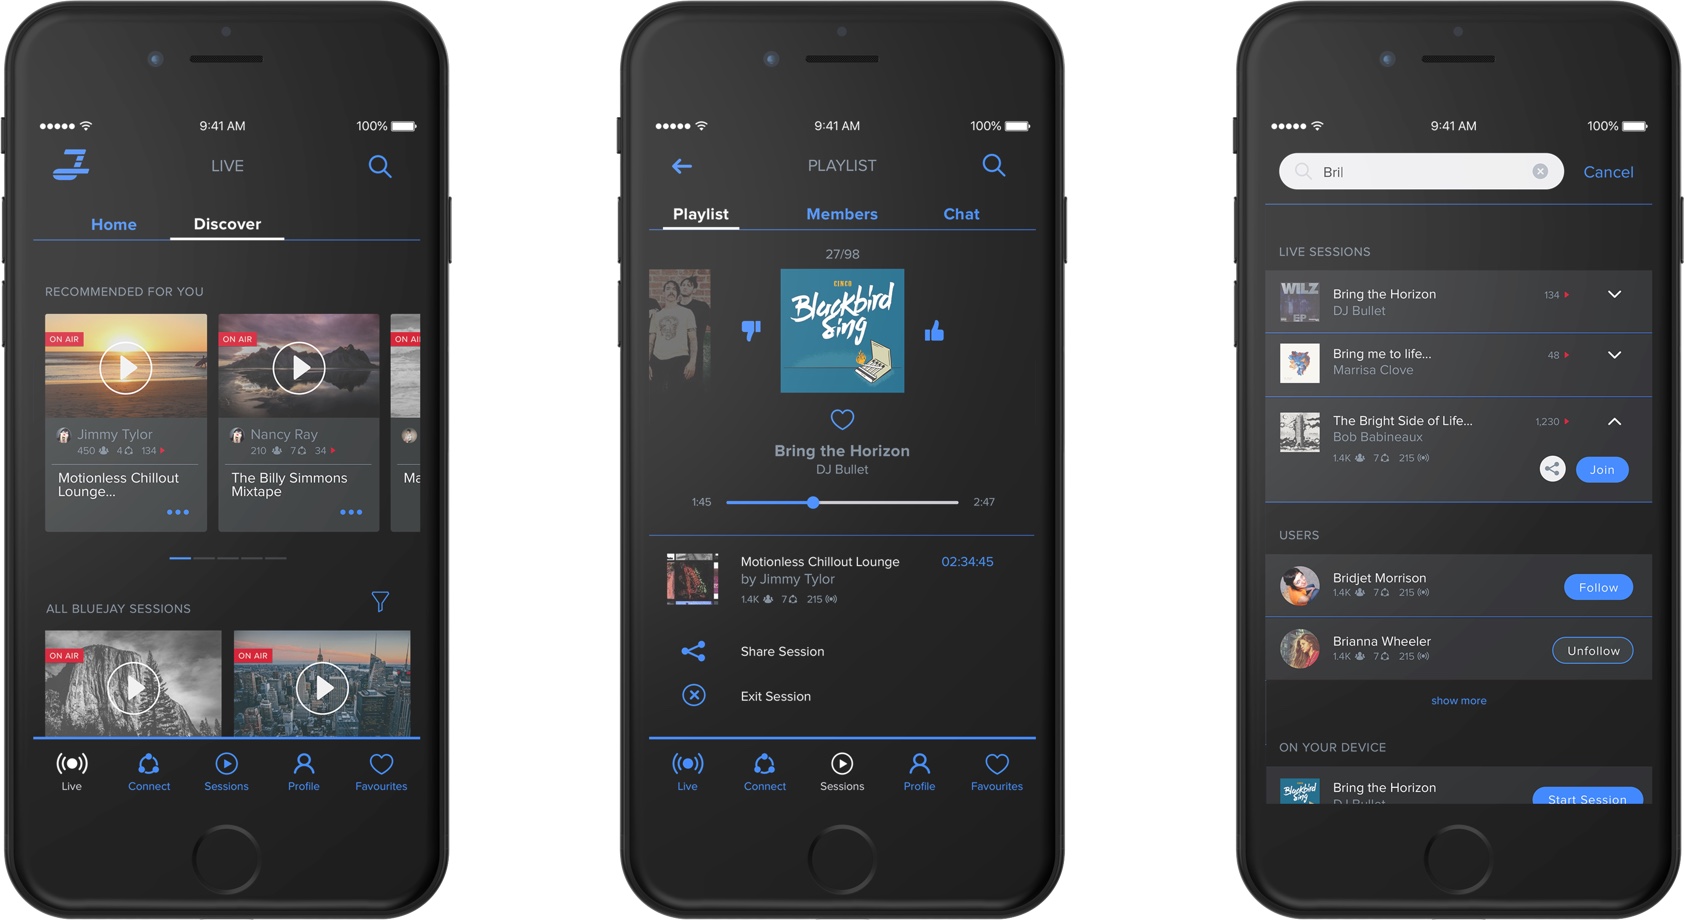 9:41 AM
100%
LIVE
Home
Discover
RECOMMENDED FOR YOU
ON AIR
ON AIR
ON AI
Jimmy Tylor
450 4 134
Nancy Ray
210 7 34
Motionless Chillout
Lounge...
The Billy Simmons
Mixtape
Ma
ALL BLUEJAY SESSIONS
ON AIR
ON AIR
Live
Connect
Sessions
Profile
Favourites
9:41 AM
100%
PLAYLIST
Playlist
Members
Chat
27/98
CINCO
Blackbird
Sing
Bring the Horizon
DJ Bullet
1:45
2:47
Motionless Chillout Lounge
02:34:45
by Jimmy Tylor
1.4K 7 215
Share Session
Exit Session
Live
Connect
Sessions
Profile
Favourites
9:41 AM
100%
Bril
Cancel
LIVE SESSIONS
WILZ
EP
Bring the Horizon
134
DJ Bullet
Bring me to life...
48
Marrisa Clove
The Bright Side of Life...
1,230
Bob Babineaux
1.4K 7 215
Join
USERS
Bridjet Morrison
1.4K 7 215
Follow
Brianna Wheeler
1.4K 7 215
Unfollow
show more
ON YOUR DEVICE
Blackbird
Sing
Bring the Horizon
DJ Bullet
Start Session